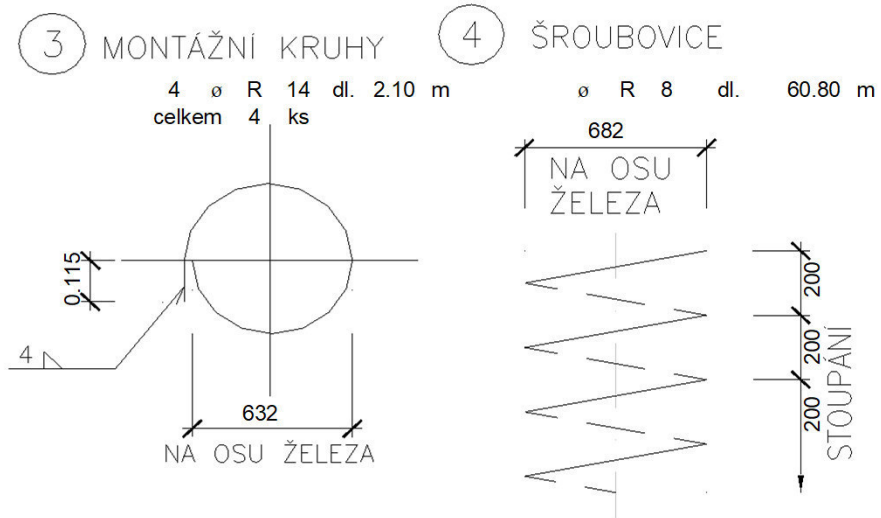 3 MONTÁŽNÍ KRUHY
4 ø R 14 dl. 2.10 m
celkem 4 ks
0.115
4
632
NA OSU ŽELEZA
4 ŠROUBOVICE
ø R 8 dl. 60.80 m
682
NA OSU
ŽELEZA
200
200
200
STOUPÁNÍ